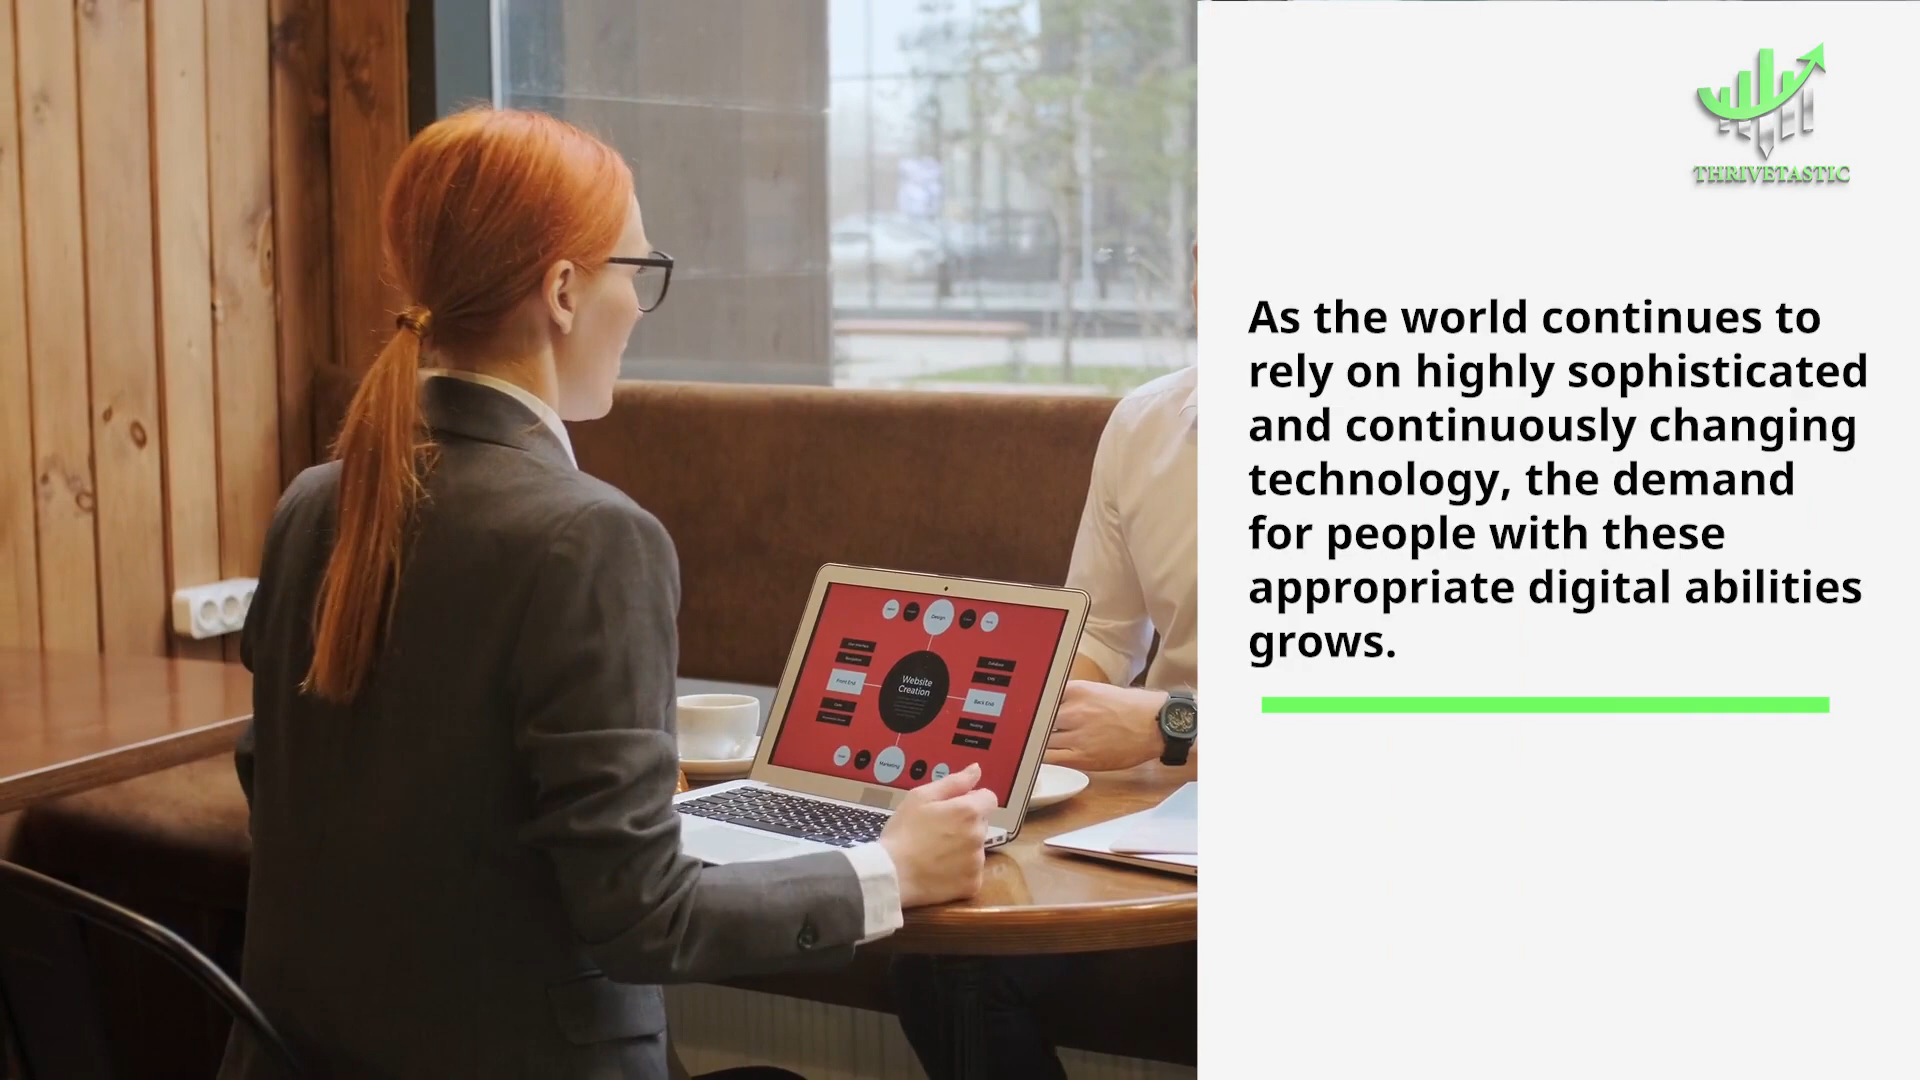 THRIVETASTIC
As the world continues to
rely on highly sophisticated
and continuously changing
technology, the demand
for people with these
appropriate digital abilities
grows.
Design
Website
Creation
Front End
Back End
Marketing